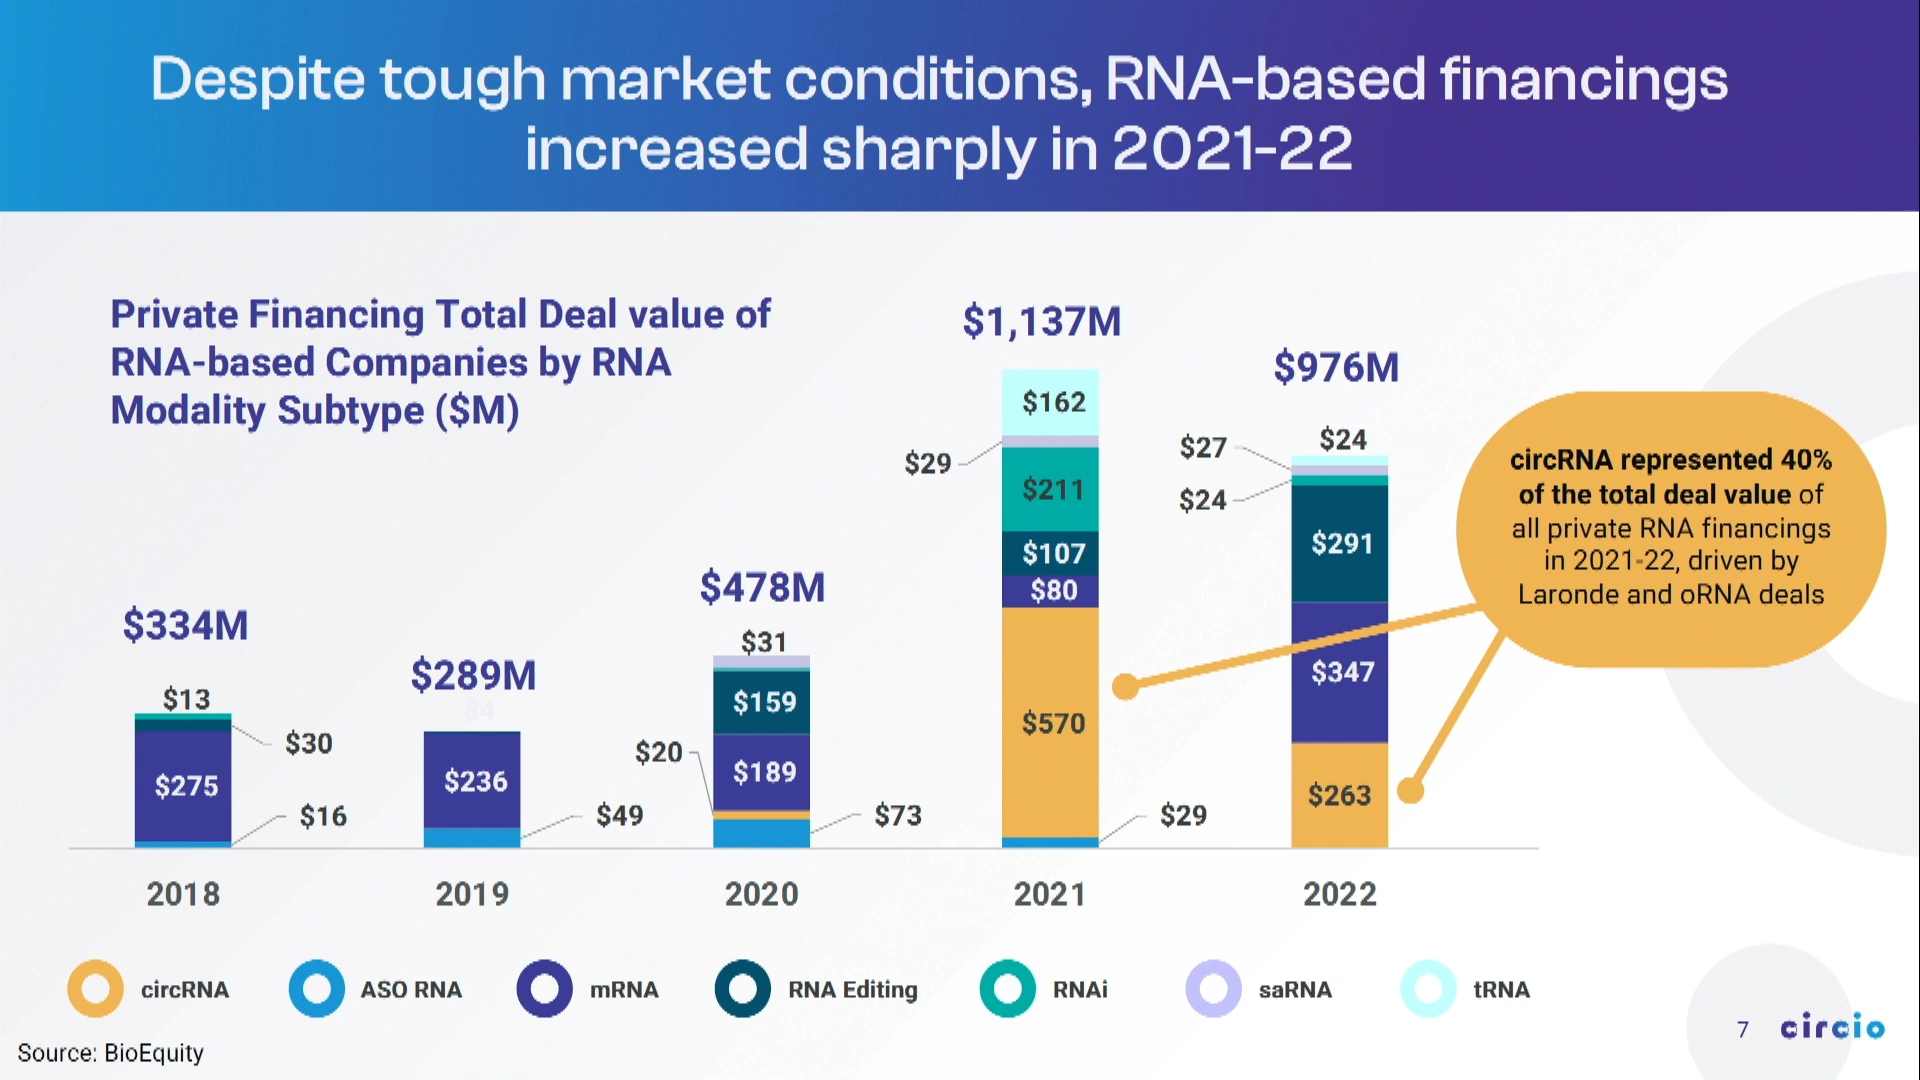 Despite tough market conditions, RNA-based financings
increased sharply in 2021-22
Private Financing Total Deal value of
RNA-based Companies by RNA
Modality Subtype ($M)
$334M
$13
$30
$275
$16
2018
$289M
$4
$236
$49
2019
$478M
$31
$159
$20
$189
$73
2020
$1,137M
$162
$29
$211
$107
$80
$570
$29
2021
$976M
$24
$27
$24
$291
$347
$263
2022
circRNA represented 40%
of the total deal value of
all private RNA financings
in 2021-22, driven by
Laronde and oRNA deals
circRNA
ASO RNA
mRNA
RNA Editing
RNAi
saRNA
tRNA
Source: BioEquity
7
circio